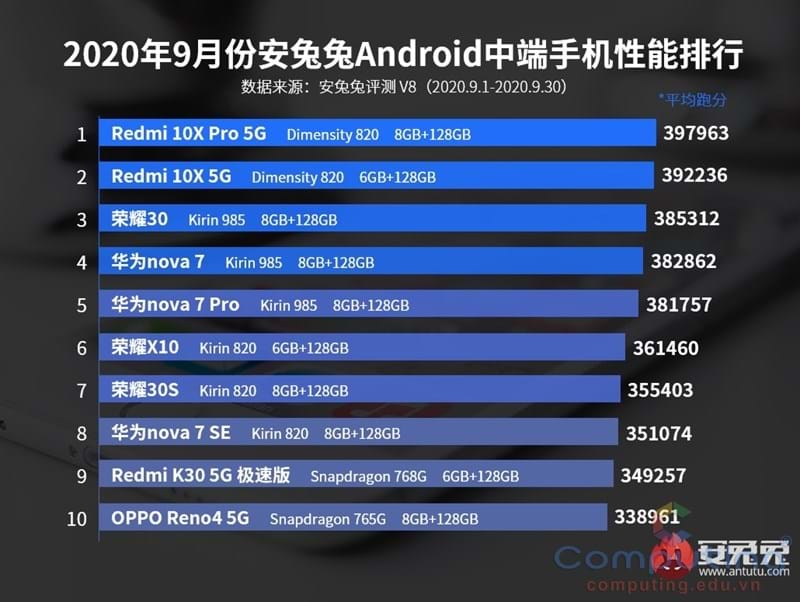 2020年9月份安兔兔Android中端手机性能排行
数据来源：安兔兔评测 V8（2020.9.1-2020.9.30）
*平均跑分
1 Redmi 10X Pro 5G Dimensity 820 8GB+128GB 397963
2 Redmi 10X 5G Dimensity 820 6GB+128GB 392236
3 荣耀30 Kirin 985 8GB+128GB 385312
4 华为nova 7 Kirin 985 8GB+128GB 382862
5 华为nova 7 Pro Kirin 985 8GB+128GB 381757
6 荣耀X10 Kirin 820 6GB+128GB 361460
7 荣耀30S Kirin 820 8GB+128GB 355403
8 华为nova 7 SE Kirin 820 8GB+128GB 351074
9 Redmi K30 5G 极速版 Snapdragon 768G 6GB+128GB 349257
10 OPPO Reno4 5G Snapdragon 765G 8GB+128GB 338961
安兔兔
www.antutu.com
computing.edu.vn